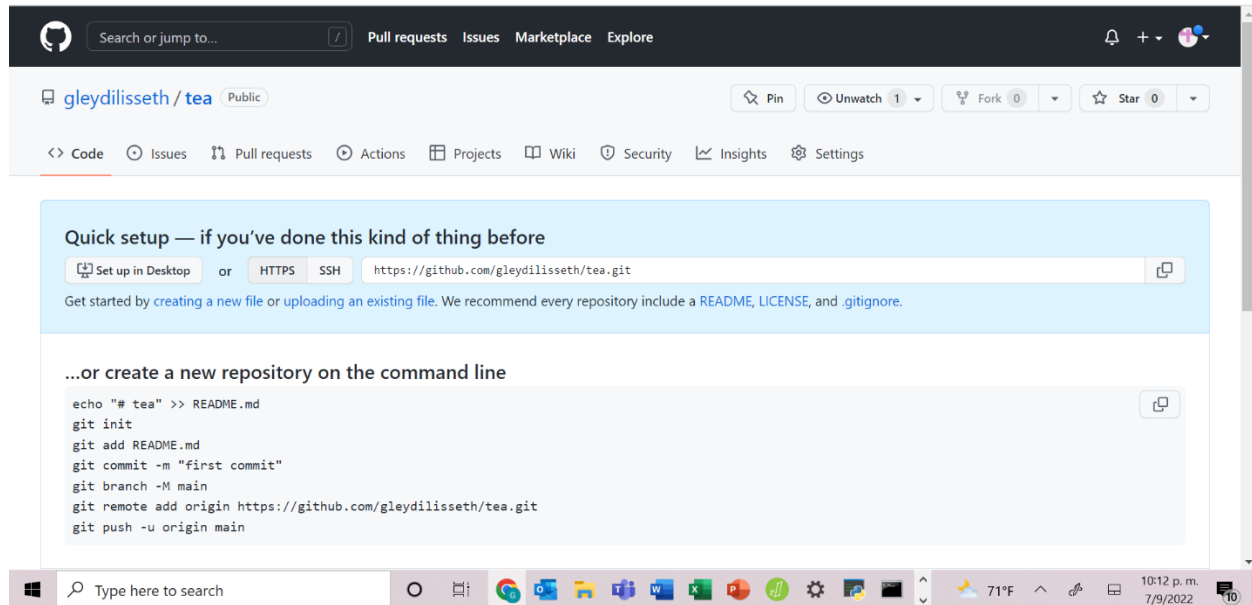 Search or jump to... / Pull requests Issues Marketplace Explore
gleydilisseth / tea Public Pin Unwatch 1 Fork 0 Star 0
<> Code Issues Pull requests Actions Projects Wiki Security Insights Settings
Quick setup — if you've done this kind of thing before
Set up in Desktop or HTTPS SSH https://github.com/gleydilisseth/tea.git
Get started by creating a new file or uploading an existing file. We recommend every repository include a README, LICENSE, and .gitignore.
...or create a new repository on the command line
echo "# tea" >> README.md
git init
git add README.md
git commit -m "first commit"
git branch -M main
git remote add origin https://github.com/gleydilisseth/tea.git
git push -u origin main
Type here to search 71°F 10:12 p. m.
7/9/2022 10